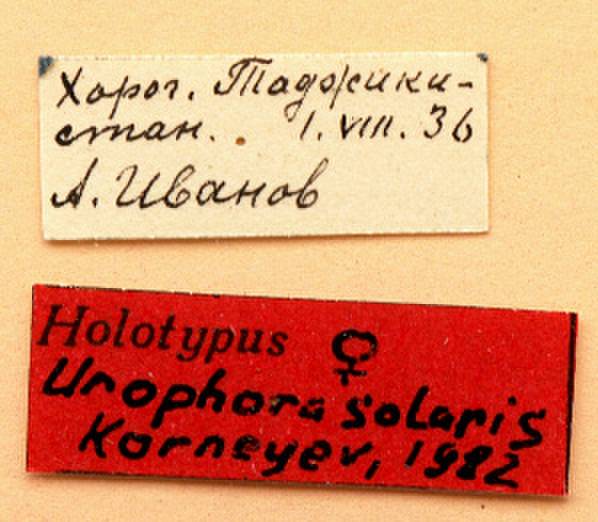 Хорог. Таджики-
стан. 1. VIII. 36
А. Иванов
Holotypus ♀
Urophora solaris
Korneyev, 1982